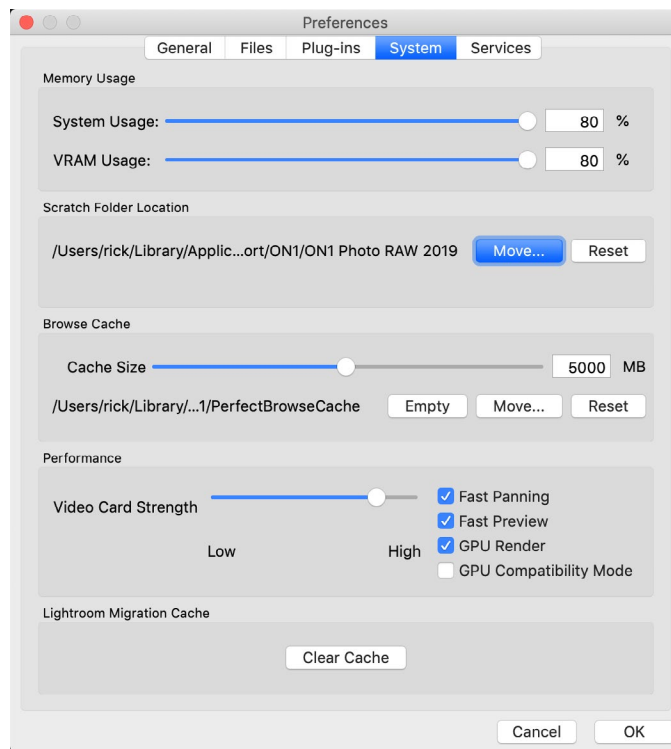 Preferences
General Files Plug-ins System Services
Memory Usage
System Usage: 80 %
VRAM Usage: 80 %
Scratch Folder Location
/Users/rick/Library/Applic...ort/ON1/ON1 Photo RAW 2019 Move... Reset
Browse Cache
Cache Size 5000 MB
/Users/rick/Library/...1/PerfectBrowseCache Empty Move... Reset
Performance
Video Card Strength
Low High
Fast Panning
Fast Preview
GPU Render
GPU Compatibility Mode
Lightroom Migration Cache
Clear Cache
Cancel OK